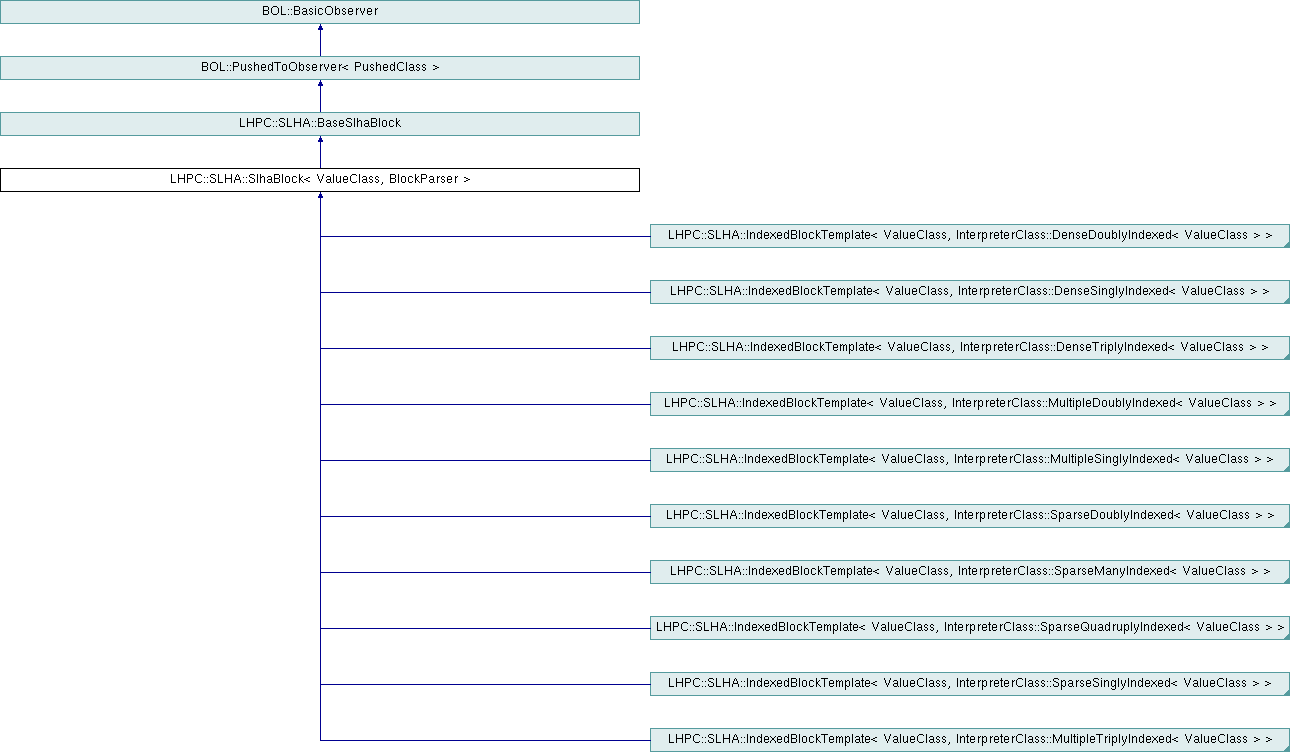 BOL::BasicObserver
BOL::PushedToObserver< PushedClass >
LHPC::SLHA::BaseSlhaBlock
LHPC::SLHA::SlhaBlock< ValueClass, BlockParser >
LHPC::SLHA::IndexedBlockTemplate< ValueClass, InterpreterClass::DenseDoublyIndexed< ValueClass > >
LHPC::SLHA::IndexedBlockTemplate< ValueClass, InterpreterClass::DenseSinglyIndexed< ValueClass > >
LHPC::SLHA::IndexedBlockTemplate< ValueClass, InterpreterClass::DenseTriplyIndexed< ValueClass > >
LHPC::SLHA::IndexedBlockTemplate< ValueClass, InterpreterClass::MultipleDoublyIndexed< ValueClass > >
LHPC::SLHA::IndexedBlockTemplate< ValueClass, InterpreterClass::MultipleSinglyIndexed< ValueClass > >
LHPC::SLHA::IndexedBlockTemplate< ValueClass, InterpreterClass::SparseDoublyIndexed< ValueClass > >
LHPC::SLHA::IndexedBlockTemplate< ValueClass, InterpreterClass::SparseManyIndexed< ValueClass > >
LHPC::SLHA::IndexedBlockTemplate< ValueClass, InterpreterClass::SparseQuadruplyIndexed< ValueClass > >
LHPC::SLHA::IndexedBlockTemplate< ValueClass, InterpreterClass::SparseSinglyIndexed< ValueClass > >
LHPC::SLHA::IndexedBlockTemplate< ValueClass, InterpreterClass::MultipleTriplyIndexed< ValueClass > >